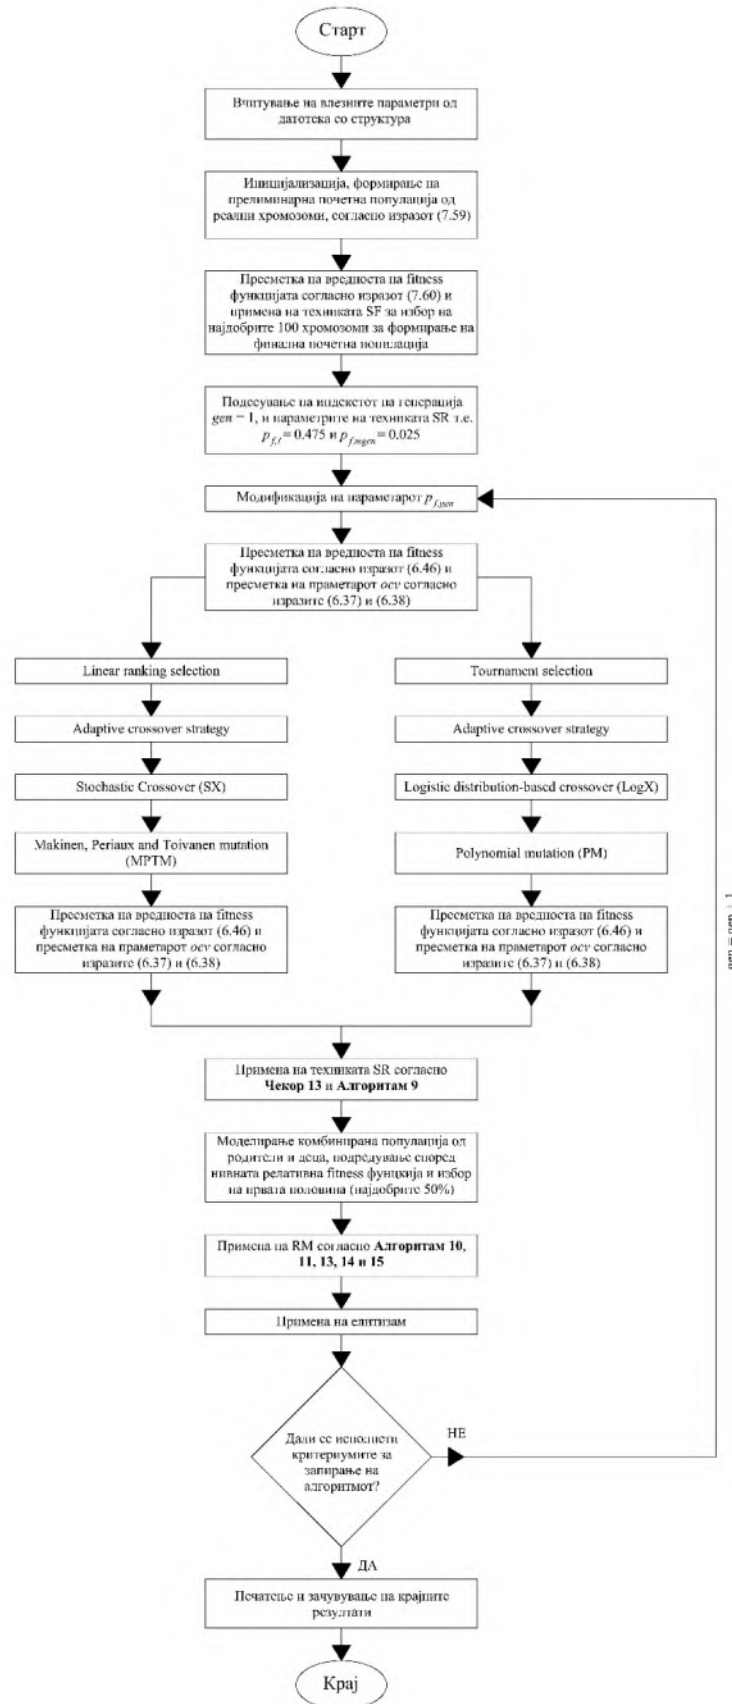 Старт
Вчитување на влезните параметри од
датотека со структура
Иницијализација, формирање на
прелиминарна почетна популација од
реални хромозоми, согласно изразот (7.59)
Пресметка на вредноста на fitness
функцијата согласно изразот (7.60) и
примена на техниката SF за избор на
најдобрите 100 хромозоми за формирање на
финална почетна популација
Подесување на индексот на генерација
gen = 1, и параметрите на техниката SR т.е.
p f,1 = 0.475 и p f,mgen = 0.025
Модификација на параметарот p f,gen
Пресметка на вредноста на fitness
функцијата согласно изразот (6.46) и
пресметка на праметарот ocv согласно
изразите (6.37) и (6.38)
Linear ranking selection
Adaptive crossover strategy
Stochastic Crossover (SX)
Makinen, Periaux and Toivanen mutation
(MPTM)
Пресметка на вредноста на fitness
функцијата согласно изразот (6.46) и
пресметка на праметарот ocv согласно
изразите (6.37) и (6.38)
Tournament selection
Adaptive crossover strategy
Logistic distribution-based crossover (LogX)
Polynomial mutation (PM)
Пресметка на вредноста на fitness
функцијата согласно изразот (6.46) и
пресметка на праметарот ocv согласно
изразите (6.37) и (6.38)
gen = gen + 1
Примена на техниката SR согласно
Чекор 13 и Алгоритам 9
Моделирање комбинирана популација од
родители и деца, подредување според
нивната релативна fitness фунцкија и избор
на првата половина (најдобрите 50%)
Примена на RM согласно Алгоритам 10,
11, 13, 14 и 15
Примена на елитизам
Дали се исполнети
критериумите за
запирање на
алгоритмот?
НЕ
ДА
Печатење и зачувување на крајните
резултати
Крај